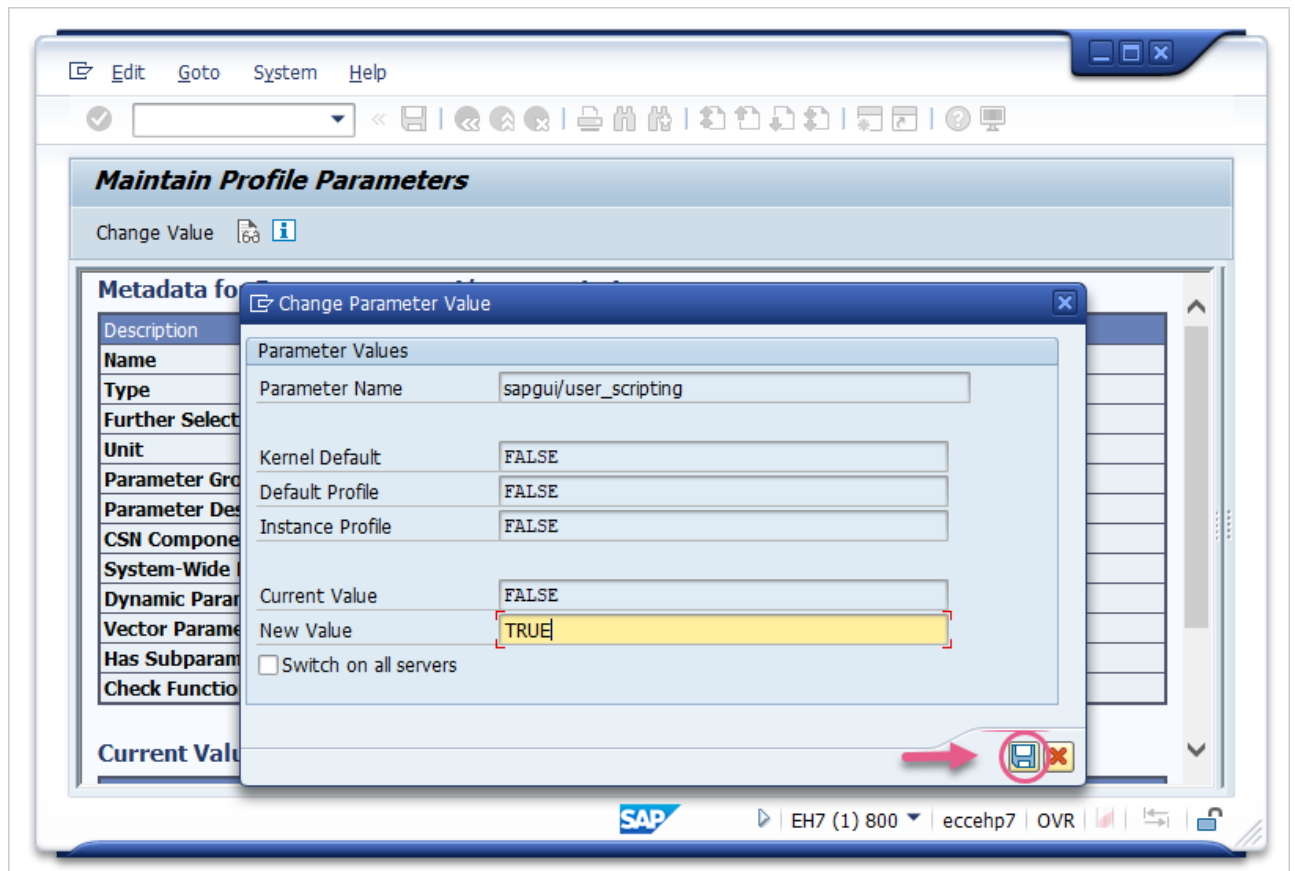 Edit Goto System Help
Maintain Profile Parameters
Change Value
Metadata fo
Change Parameter Value
Description
Parameter Values
Name
Parameter Name sapgui/user_scripting
Type
Further Select
Unit
Kernel Default FALSE
Parameter Gro
Default Profile FALSE
Parameter Des
Instance Profile FALSE
CSN Compone
System-Wide
Current Value FALSE
Dynamic Parar
New Value TRUE
Vector Parame
Has Subparam
Switch on all servers
Check Functio
Current Valu
SAP EH7 (1) 800 eccehp7 OVR